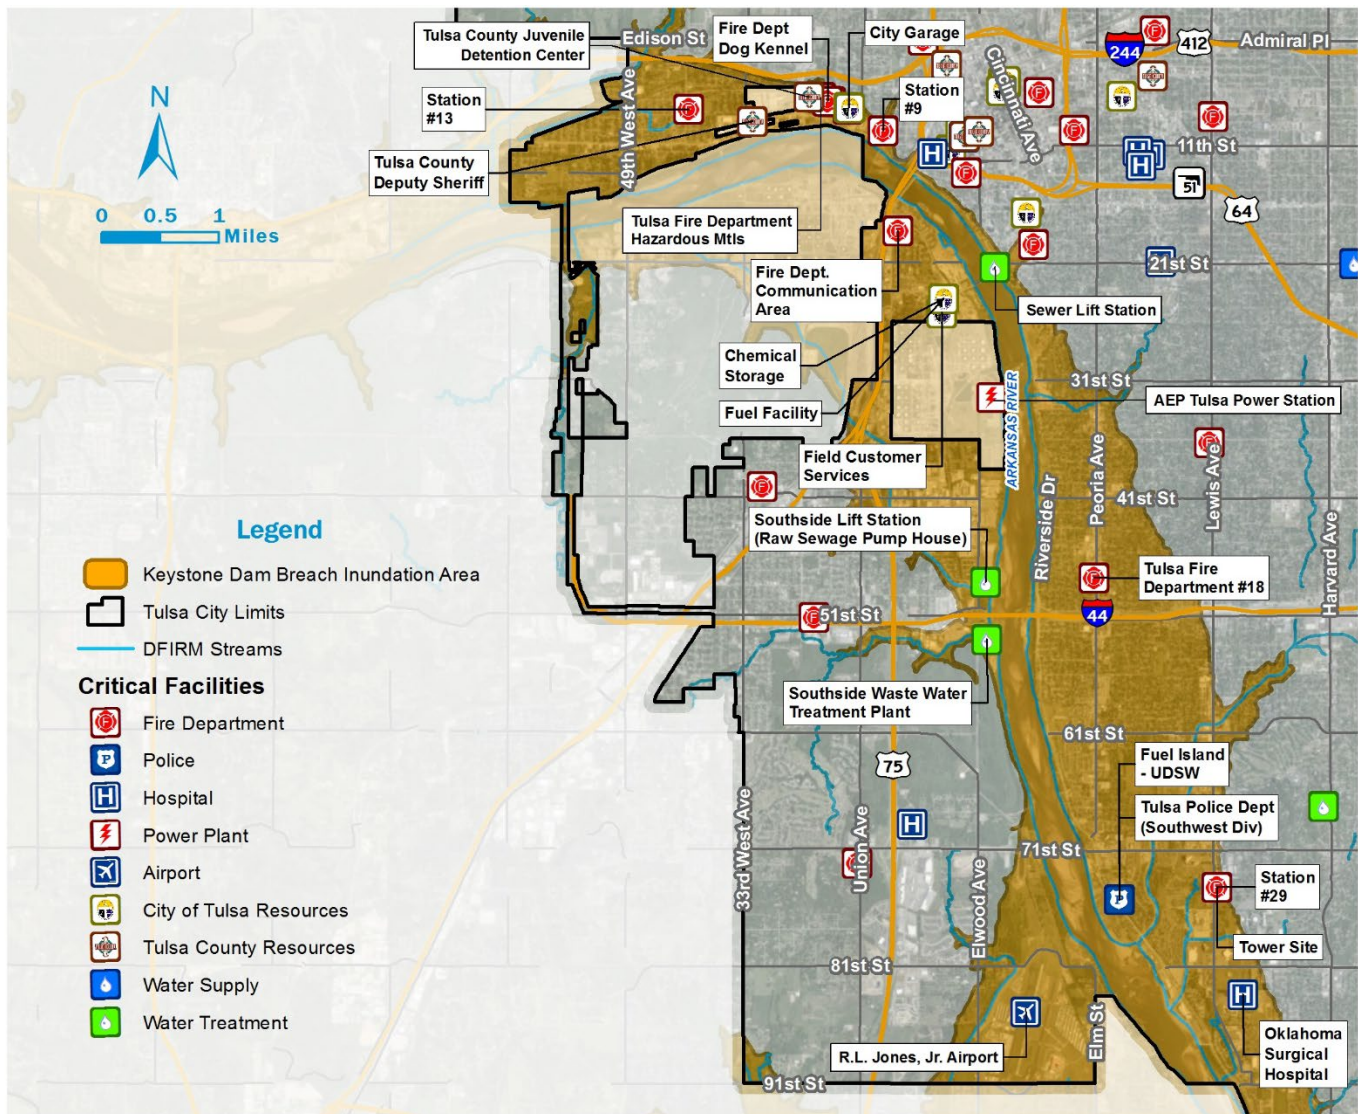 Tulsa County Juvenile
Detention Center
Edison St
Fire Dept
Dog Kennel
City Garage
Cincinnati Ave
244
412
Admiral Pl
N
0 0.5 1
Miles
Station
#13
49th West Ave
Station
#9
11th St
51
64
Tulsa County
Deputy Sheriff
Tulsa Fire Department
Hazardous Mtls
Fire Dept.
Communication
Area
21st St
Sewer Lift Station
Chemical
Storage
Fuel Facility
31st St
ARKANSAS RIVER
AEP Tulsa Power Station
Field Customer
Services
Riverside Dr
Peoria Ave
41st St
Lewis Ave
Harvard Ave
Southside Lift Station
(Raw Sewage Pump House)
Tulsa Fire
Department #18
51st St
44
Southside Waste Water
Treatment Plant
61st St
75
Fuel Island
- UDSW
Tulsa Police Dept
(Southwest Div)
33rd West Ave
Union Ave
Elwood Ave
71st St
Station
#29
Tower Site
81st St
Elm St
R.L. Jones, Jr. Airport
Oklahoma
Surgical
Hospital
91st St
Legend
Keystone Dam Breach Inundation Area
Tulsa City Limits
DFIRM Streams
Critical Facilities
F Fire Department
P Police
H Hospital
Power Plant
Airport
City of Tulsa Resources
Tulsa County Resources
Water Supply
Water Treatment